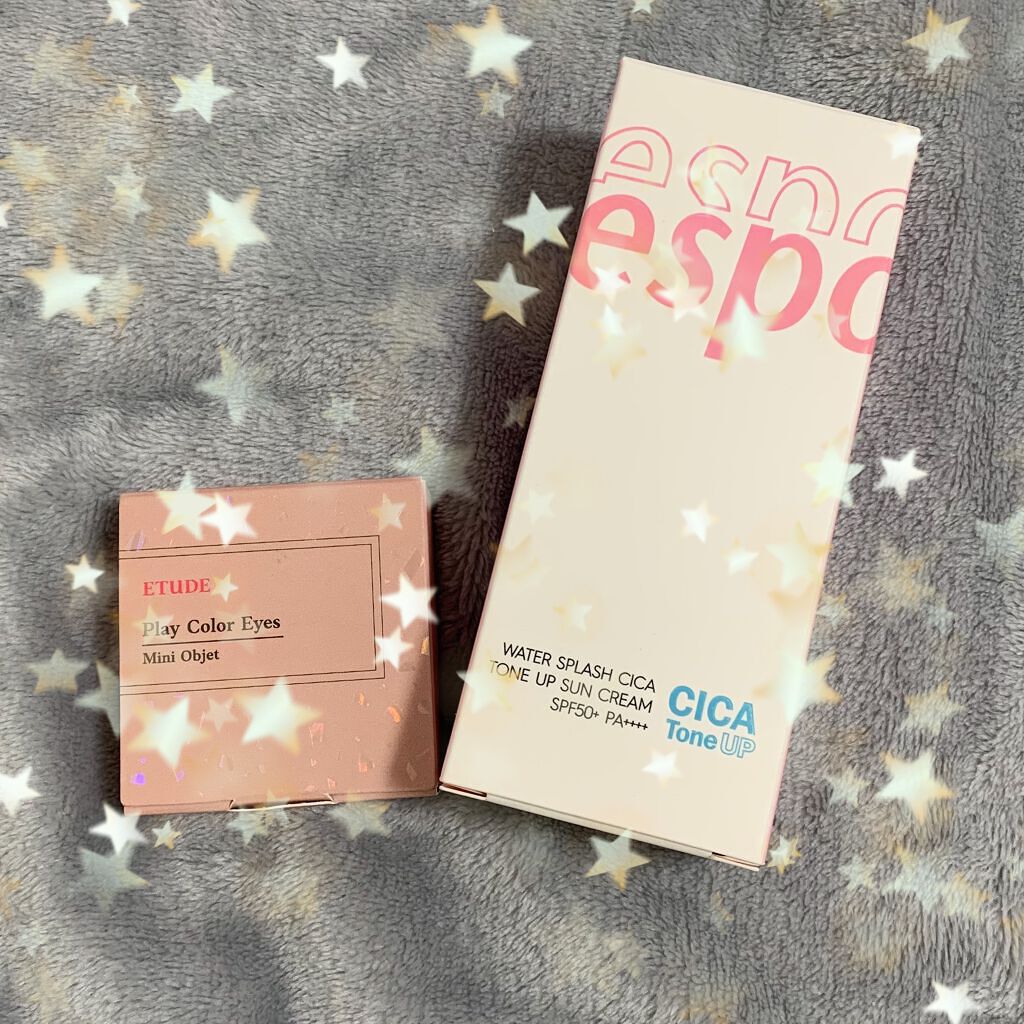 ETUDE
Play Color Eyes
Mini Objet
espo
WATER SPLASH CICA
TONE UP SUN CREAM
SPF50+ PA++++
CICA
Tone UP